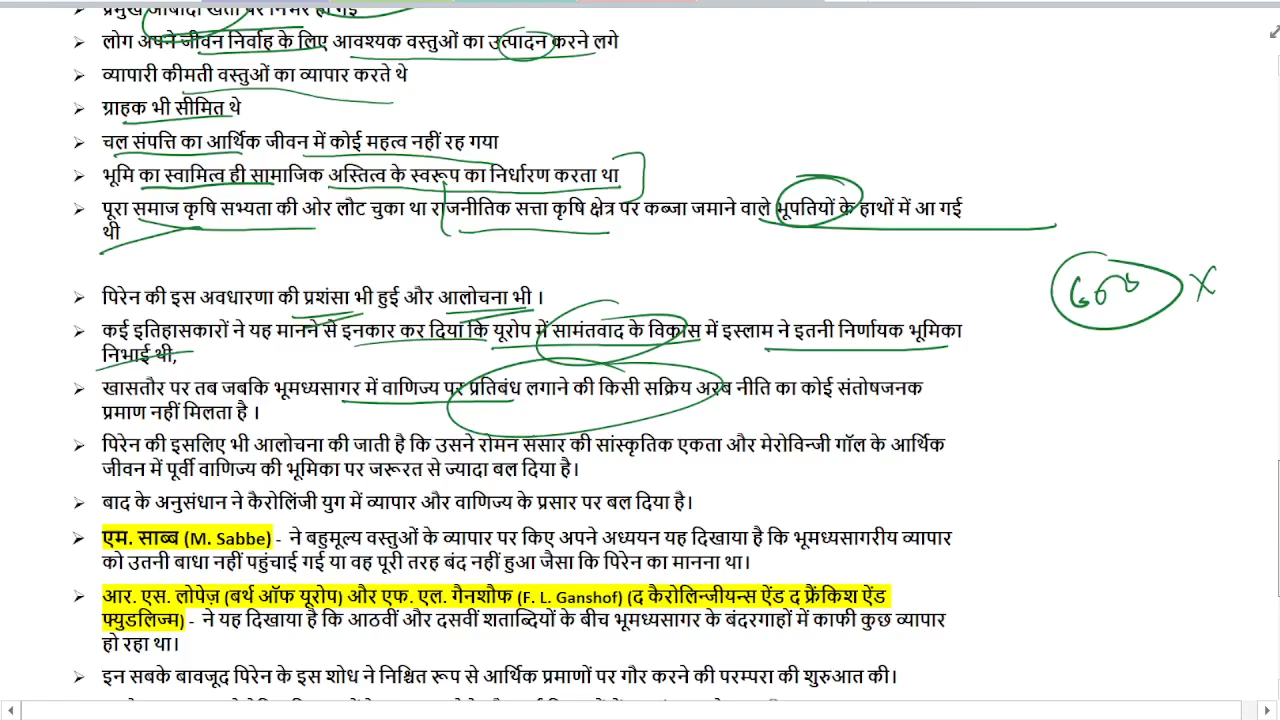 प्रमुख आबादी खेती पर निर्भर हो गई
लोग अपने जीवन निर्वाह के लिए आवश्यक वस्तुओं का उत्पादन करने लगे
व्यापारी कीमती वस्तुओं का व्यापार करते थे
ग्राहक भी सीमित थे
चल संपत्ति का आर्थिक जीवन में कोई महत्व नहीं रह गया
भूमि का स्वामित्व ही सामाजिक अस्तित्व के स्वरूप का निर्धारण करता था
पूरा समाज कृषि सभ्यता की ओर लौट चुका था राजनीतिक सत्ता कृषि क्षेत्र पर कब्जा जमाने वाले भूपतियों के हाथों में आ गई
थी
पिरेन की इस अवधारणा की प्रशंसा भी हुई और आलोचना भी ।
कई इतिहासकारों ने यह मानने से इनकार कर दिया कि यूरोप में सामंतवाद के विकास में इस्लाम ने इतनी निर्णायक भूमिका
निभाई थी,
खासतौर पर तब जबकि भूमध्यसागर में वाणिज्य पर प्रतिबंध लगाने की किसी सक्रिय अरब नीति का कोई संतोषजनक
प्रमाण नहीं मिलता है ।
पिरेन की इसलिए भी आलोचना की जाती है कि उसने रोमन संसार की सांस्कृतिक एकता और मेरोविन्जी गॉल के आर्थिक
जीवन में पूर्वी वाणिज्य की भूमिका पर जरूरत से ज्यादा बल दिया है।
बाद के अनुसंधान ने कैरोलिंजी युग में व्यापार और वाणिज्य के प्रसार पर बल दिया है।
एम. साब्ब (M. Sabbe) - ने बहुमूल्य वस्तुओं के व्यापार पर किए अपने अध्ययन यह दिखाया है कि भूमध्यसागरीय व्यापार
को उतनी बाधा नहीं पहुंचाई गई या वह पूरी तरह बंद नहीं हुआ जैसा कि पिरेन का मानना था।
आर. एस. लोपेज़ (बर्थ ऑफ यूरोप) और एफ. एल. गैनशौफ (F. L. Ganshof) (द कैरोलिन्जीयन्स ऐंड द फ्रैंकिश ऐंड
फ्युडलिज्म) - ने यह दिखाया है कि आठवीं और दसवीं शताब्दियों के बीच भूमध्यसागर के बंदरगाहों में काफी कुछ व्यापार
हो रहा था।
इन सबके बावजूद पिरेन के इस शोध ने निश्चित रूप से आर्थिक प्रमाणों पर गौर करने की परम्परा की शुरुआत की।